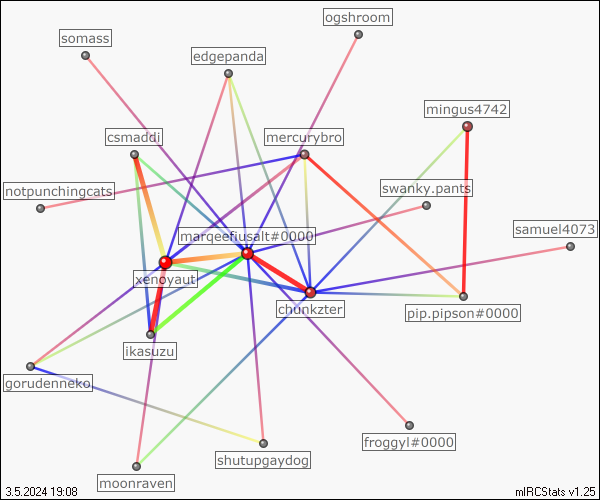 ogshroom
somass
edgepanda
mingus4742
csmaddi
mercurybro
notpunchingcats
swanky.pants
marqeefiusalt#0000
samuel4073
xenoyaut
chunkzter
pip.pipson#0000
ikasuzu
gorudenneko
froggyl#0000
shutupgaydog
moonraven
3.5.2024 19:08
mIRCStats v1.25